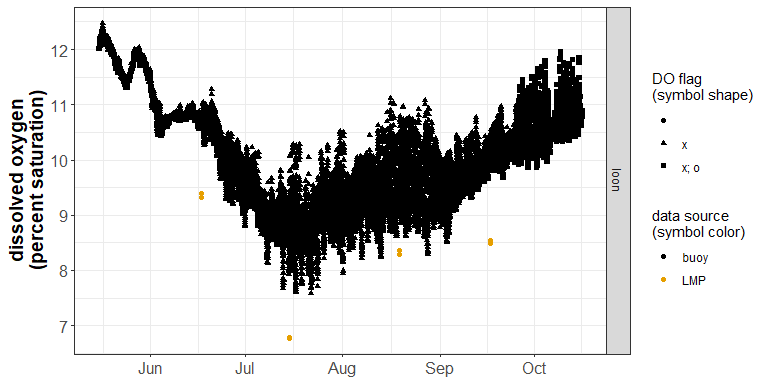 dissolved oxygen
(percent saturation)
12
11
10
9
8
7
Jun
Jul
Aug
Sep
Oct
loon
DO flag
(symbol shape)
x
x; o
data source
(symbol color)
buoy
LMP